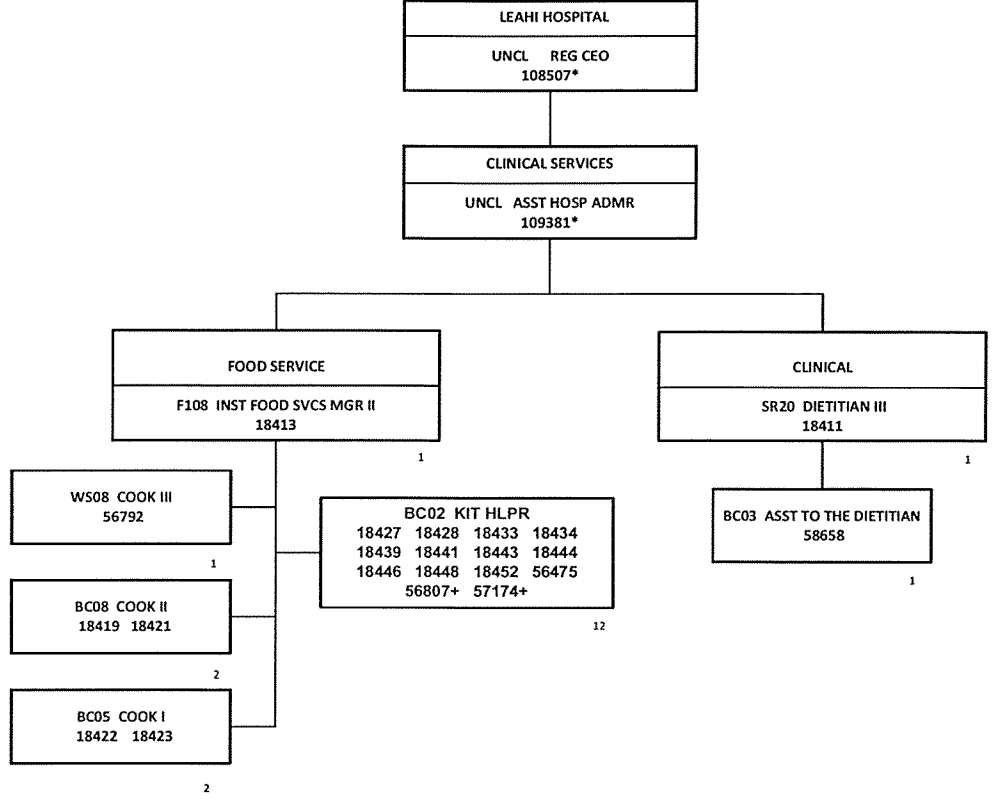 LEAHI HOSPITAL
UNCL REG CEO
108507*
CLINICAL SERVICES
UNCL ASST HOSP ADMR
109381*
FOOD SERVICE
F108 INST FOOD SVCS MGR II
18413
1
CLINICAL
SR20 DIETITIAN III
18411
1
WS08 COOK III
56792
1
BC02 KIT HLPR
18427 18428 18433 18434
18439 18441 18443 18444
18446 18448 18452 56475
56807+ 57174+
12
BC03 ASST TO THE DIETITIAN
58658
1
BC08 COOK II
18419 18421
2
BC05 COOK I
18422 18423
2